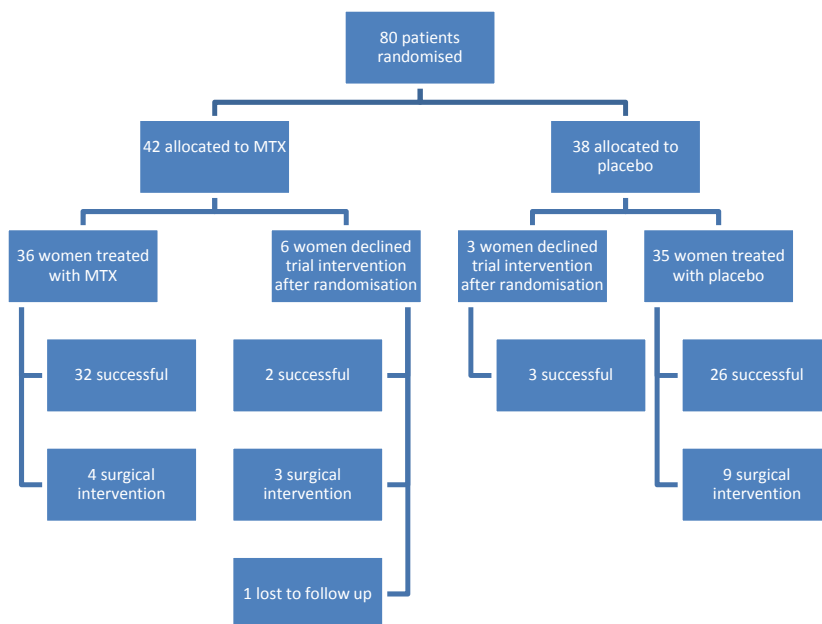 80 patients
randomised
42 allocated to MTX
38 allocated to
placebo
36 women treated
with MTX
6 women declined
trial intervention
after randomisation
3 women declined
trial intervention
after randomisation
35 women treated
with placebo
32 successful
2 successful
3 successful
26 successful
4 surgical
intervention
3 surgical
intervention
9 surgical
intervention
1 lost to follow up